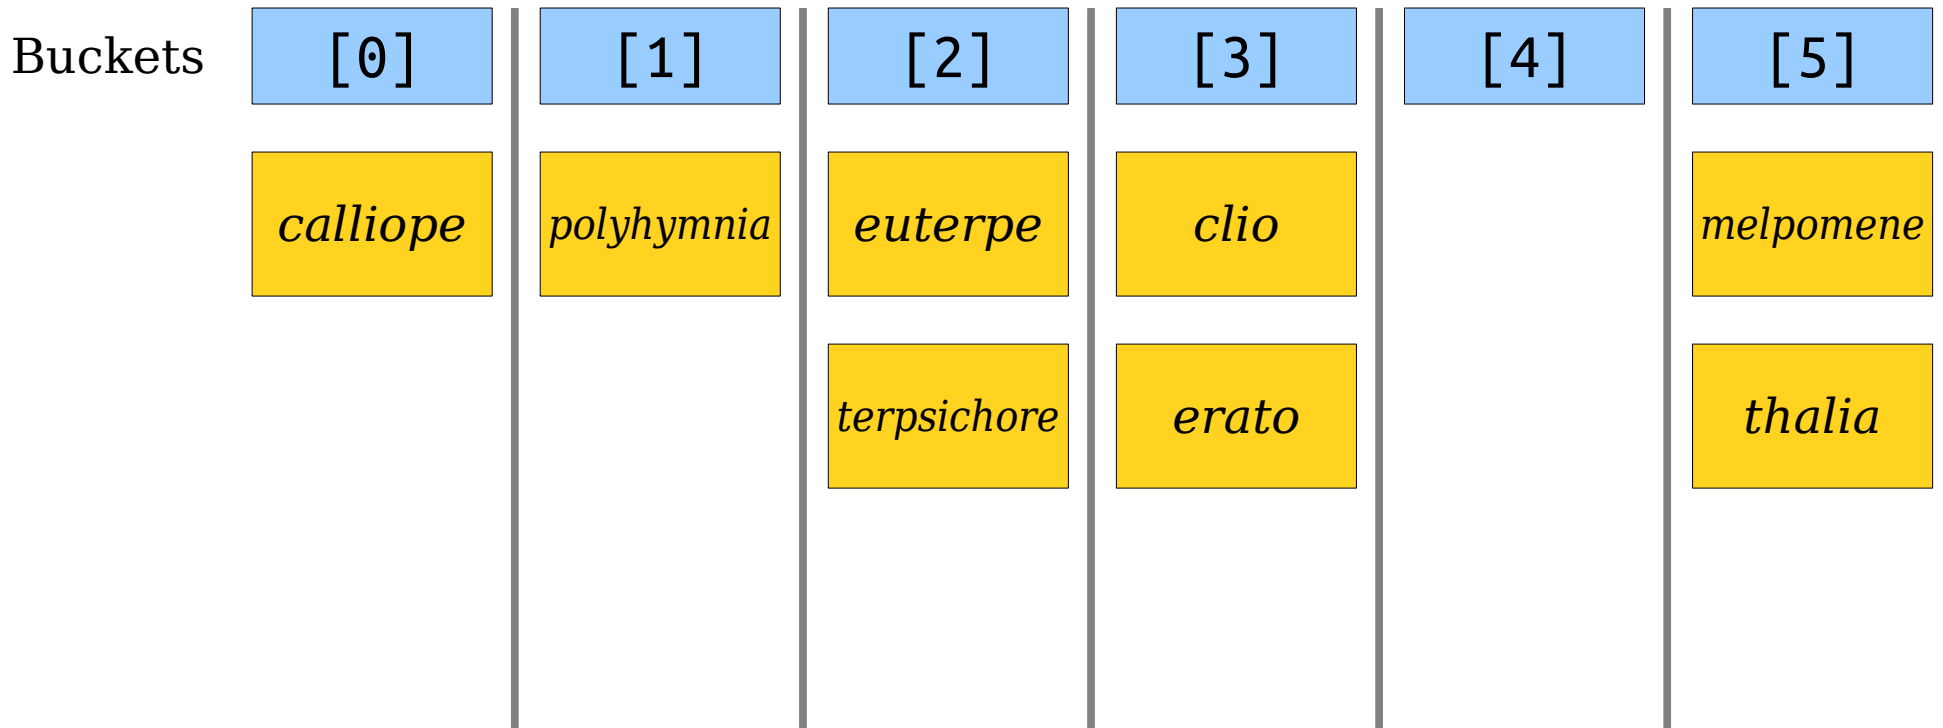 Buckets [0] [1] [2] [3] [4] [5]
calliope polyhymnia euterpe clio melpomene
terpsichore erato thalia